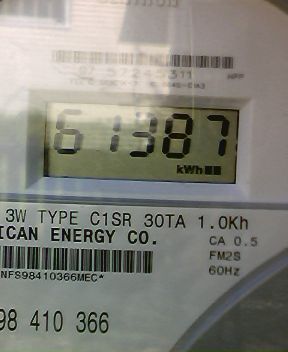 61387
kWh
3W TYPE C1SR 30TA 1.0Kh
ICAN ENERGY CO.
CA 0.5
FM2S
60Hz
NFS98410366MEC*
98 410 366